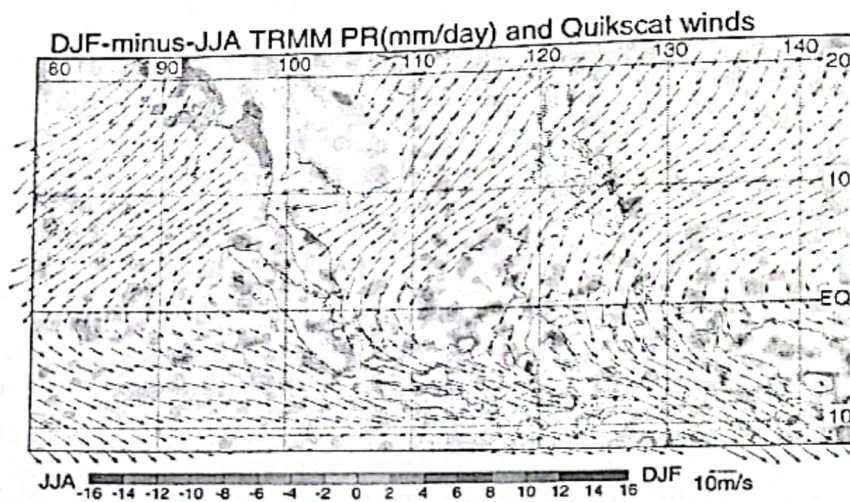 DJF-minus-JJA TRMM PR(mm/day) and Quikscat winds
80 90 100 110 120 130 140 20
10
EQ
10
JJA -16 -14 -12 -10 -8 -6 -4 -2 0 2 4 6 8 10 12 14 16 DJF 10m/s